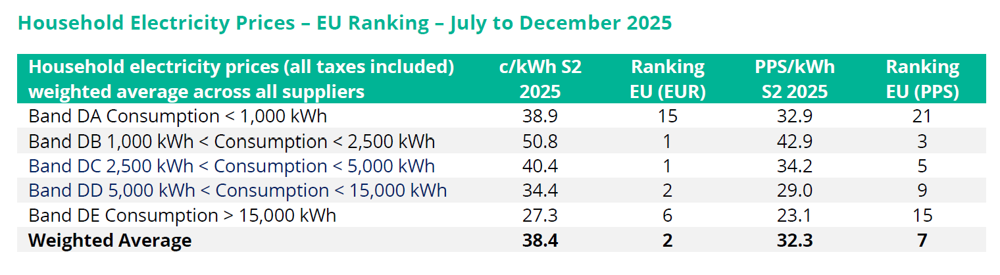 Household Electricity Prices – EU Ranking – July to December 2025
Household electricity prices (all taxes included) c/kWh S2 Ranking PPS/kWh Ranking
weighted average across all suppliers 2025 EU (EUR) S2 2025 EU (PPS)
Band DA Consumption < 1,000 kWh 38.9 15 32.9 21
Band DB 1,000 kWh < Consumption < 2,500 kWh 50.8 1 42.9 3
Band DC 2,500 kWh < Consumption < 5,000 kWh 40.4 1 34.2 5
Band DD 5,000 kWh < Consumption < 15,000 kWh 34.4 2 29.0 9
Band DE Consumption > 15,000 kWh 27.3 6 23.1 15
Weighted Average 38.4 2 32.3 7